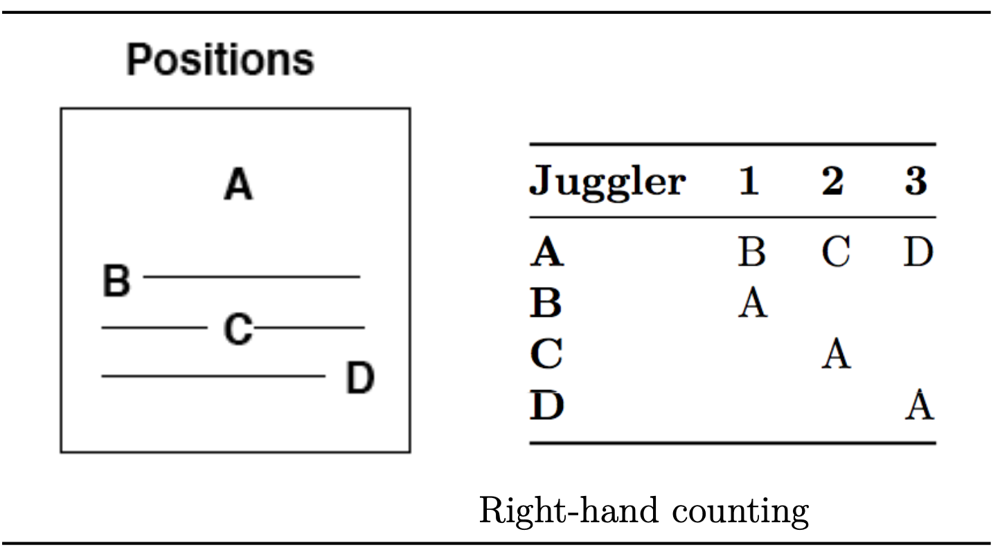 Positions
A
B
C
D
Juggler 1 2 3
A B C D
B A
C A
D A
Right-hand counting